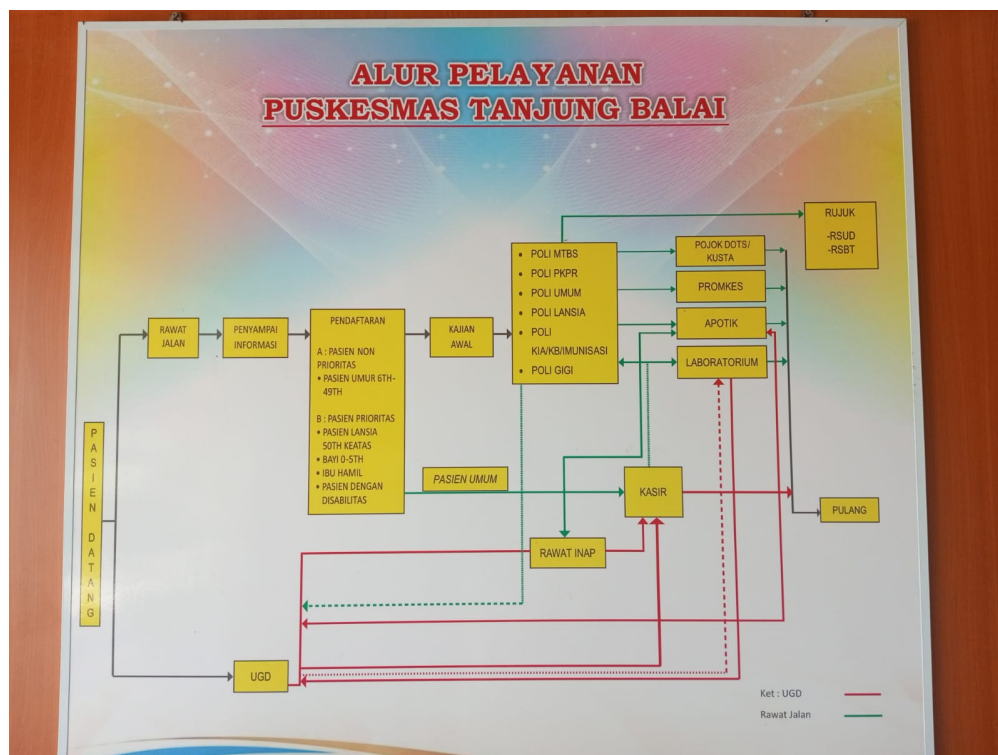 ALUR PELAYANAN
PUSKESMAS TANJUNG BALAI
PASIEN DATANG
RAWAT
JALAN
PENYAMPAI
INFORMASI
PENDAFTARAN
A : PASIEN NON
PRIORITAS
• PASIEN UMUR 6TH-
49TH
B : PASIEN PRIORITAS
• PASIEN LANSIA
50TH KEATAS
• BAYI 0-5TH
• IBU HAMIL
• PASIEN DENGAN
DISABILITAS
KAJIAN
AWAL
• POLI MTBS
• POLI PKPR
• POLI UMUM
• POLI LANSIA
• POLI
KIA/KB/IMUNISASI
• POLI GIGI
RUJUK
-RSUD
-RSBT
POJOK DOTS/
KUSTA
PROMKES
APOTIK
LABORATORIUM
PASIEN UMUM
KASIR
RAWAT INAP
PULANG
UGD
Ket : UGD
Rawat Jalan